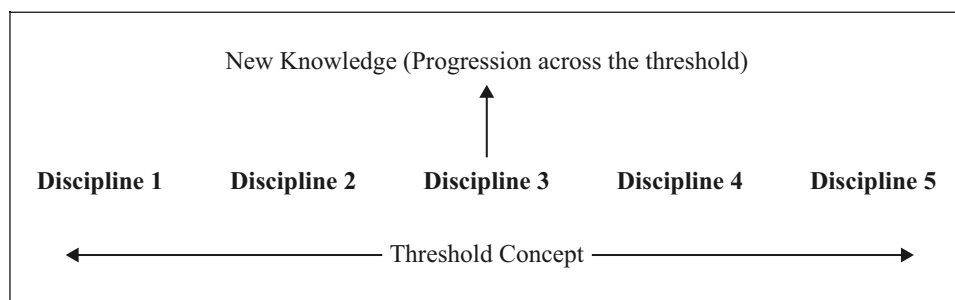 New Knowledge (Progression across the threshold)
Discipline 1 Discipline 2 Discipline 3 Discipline 4 Discipline 5
Threshold Concept